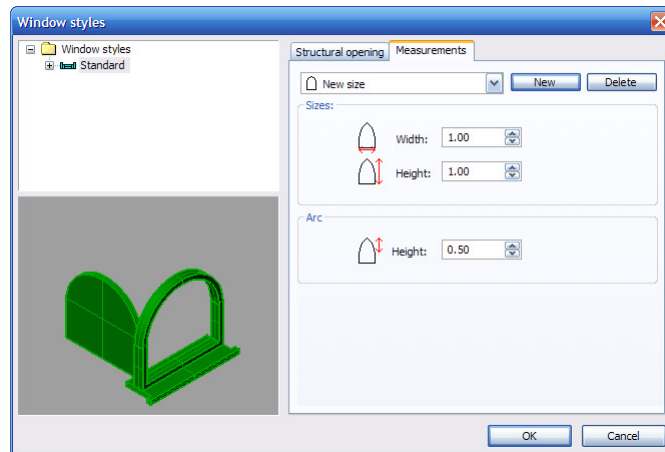 Window styles
Window styles
Standard
Structural opening
Measurements
New size
New
Delete
Sizes:
Width: 1.00
Height: 1.00
Arc
Height: 0.50
OK
Cancel